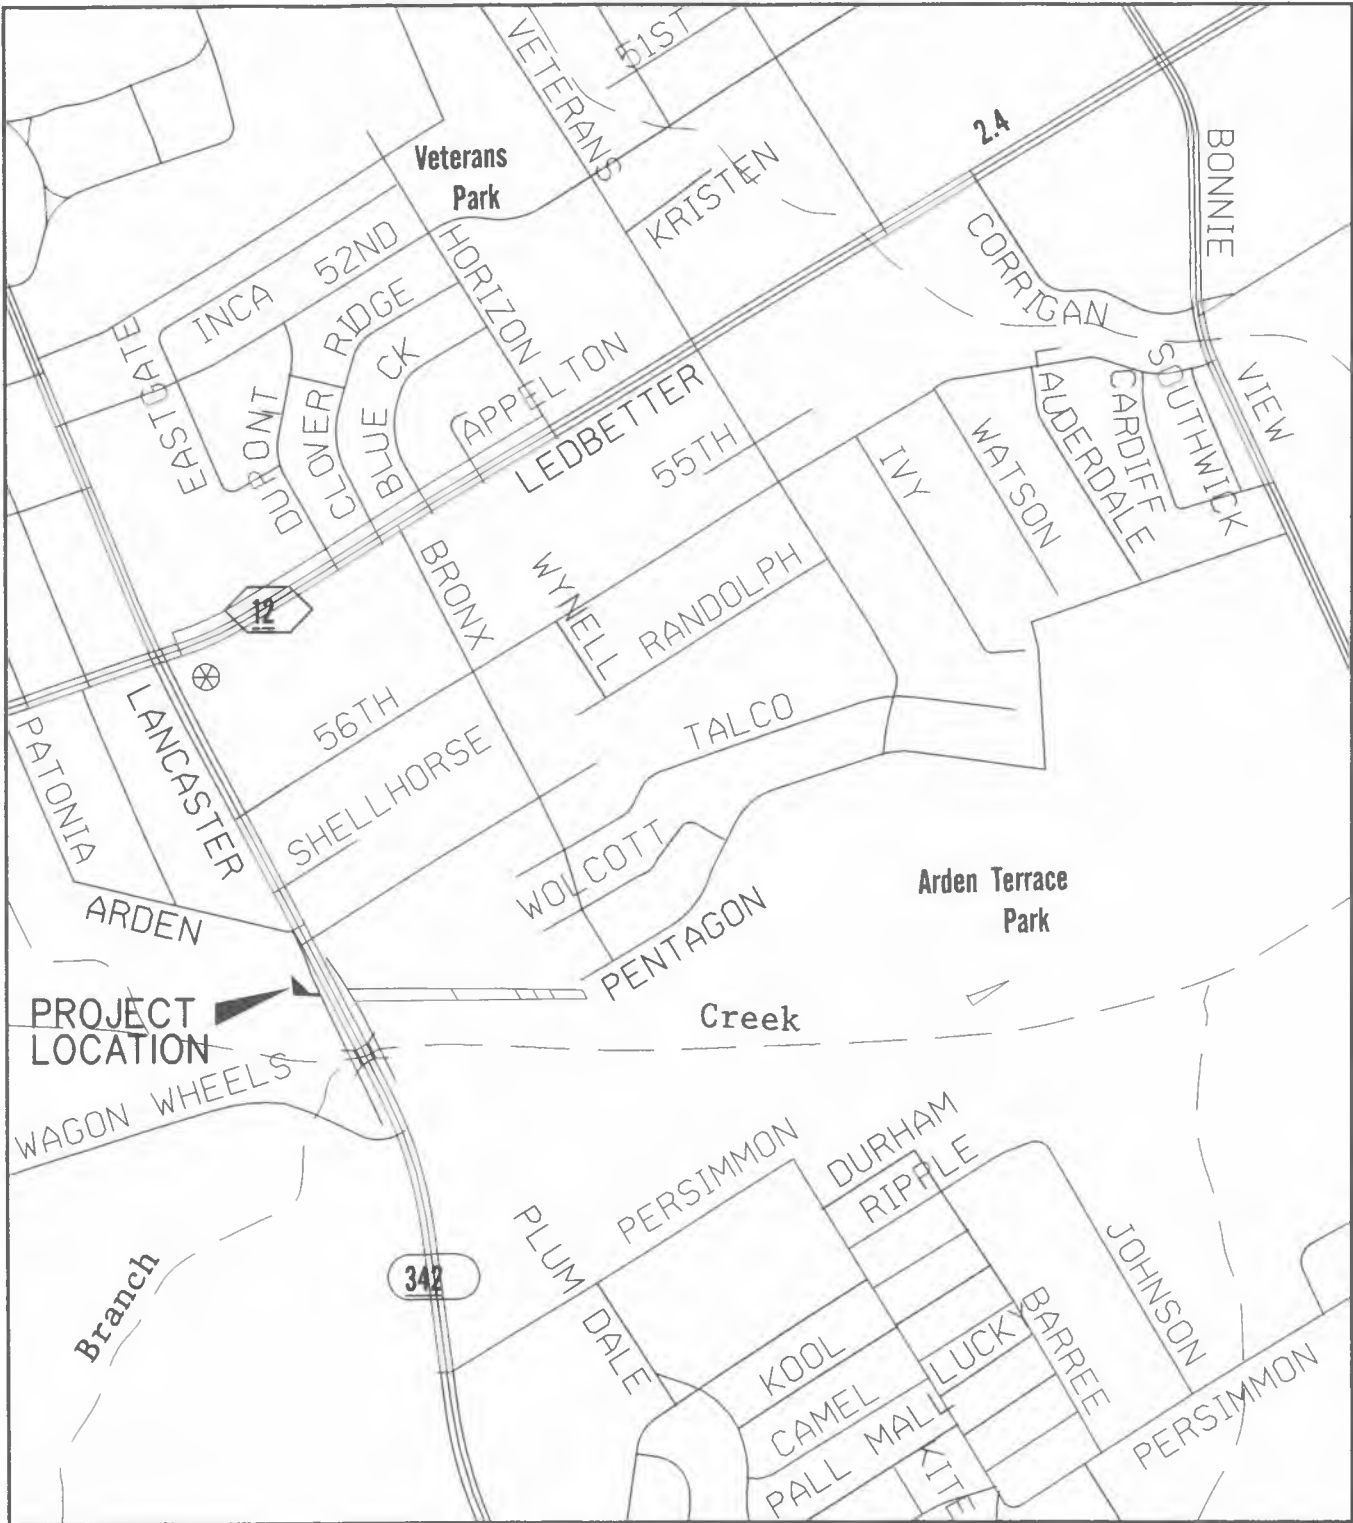 VETERANS
51ST
Veterans
Park
2.4
BONNIE
KRISTEN
52ND
HORIZON
CORRIGAN
INCA
RIDGE
EASTGATE
CK
APPELTON
SOUTHWICK
VIEW
DUPONT
CLOVER
BLUE
LEDBETTER
AUDERDALE
CARDIFF
55TH
IVY
WATSON
BRONX
WYNELL
RANDOLPH
12
LANCASTER
56TH
TALCO
PATONIA
SHELLHORSE
WOLCOTT
Arden Terrace
Park
ARDEN
PENTAGON
PROJECT
LOCATION
Creek
WAGON WHEELS
PERSIMMON
DURHAM
RIPPLE
PLUM
DALE
JOHNSON
342
Branch
BARREE
LUCKY
KOOL
CAMEL
PERSIMMON
PALL MALL
KITE